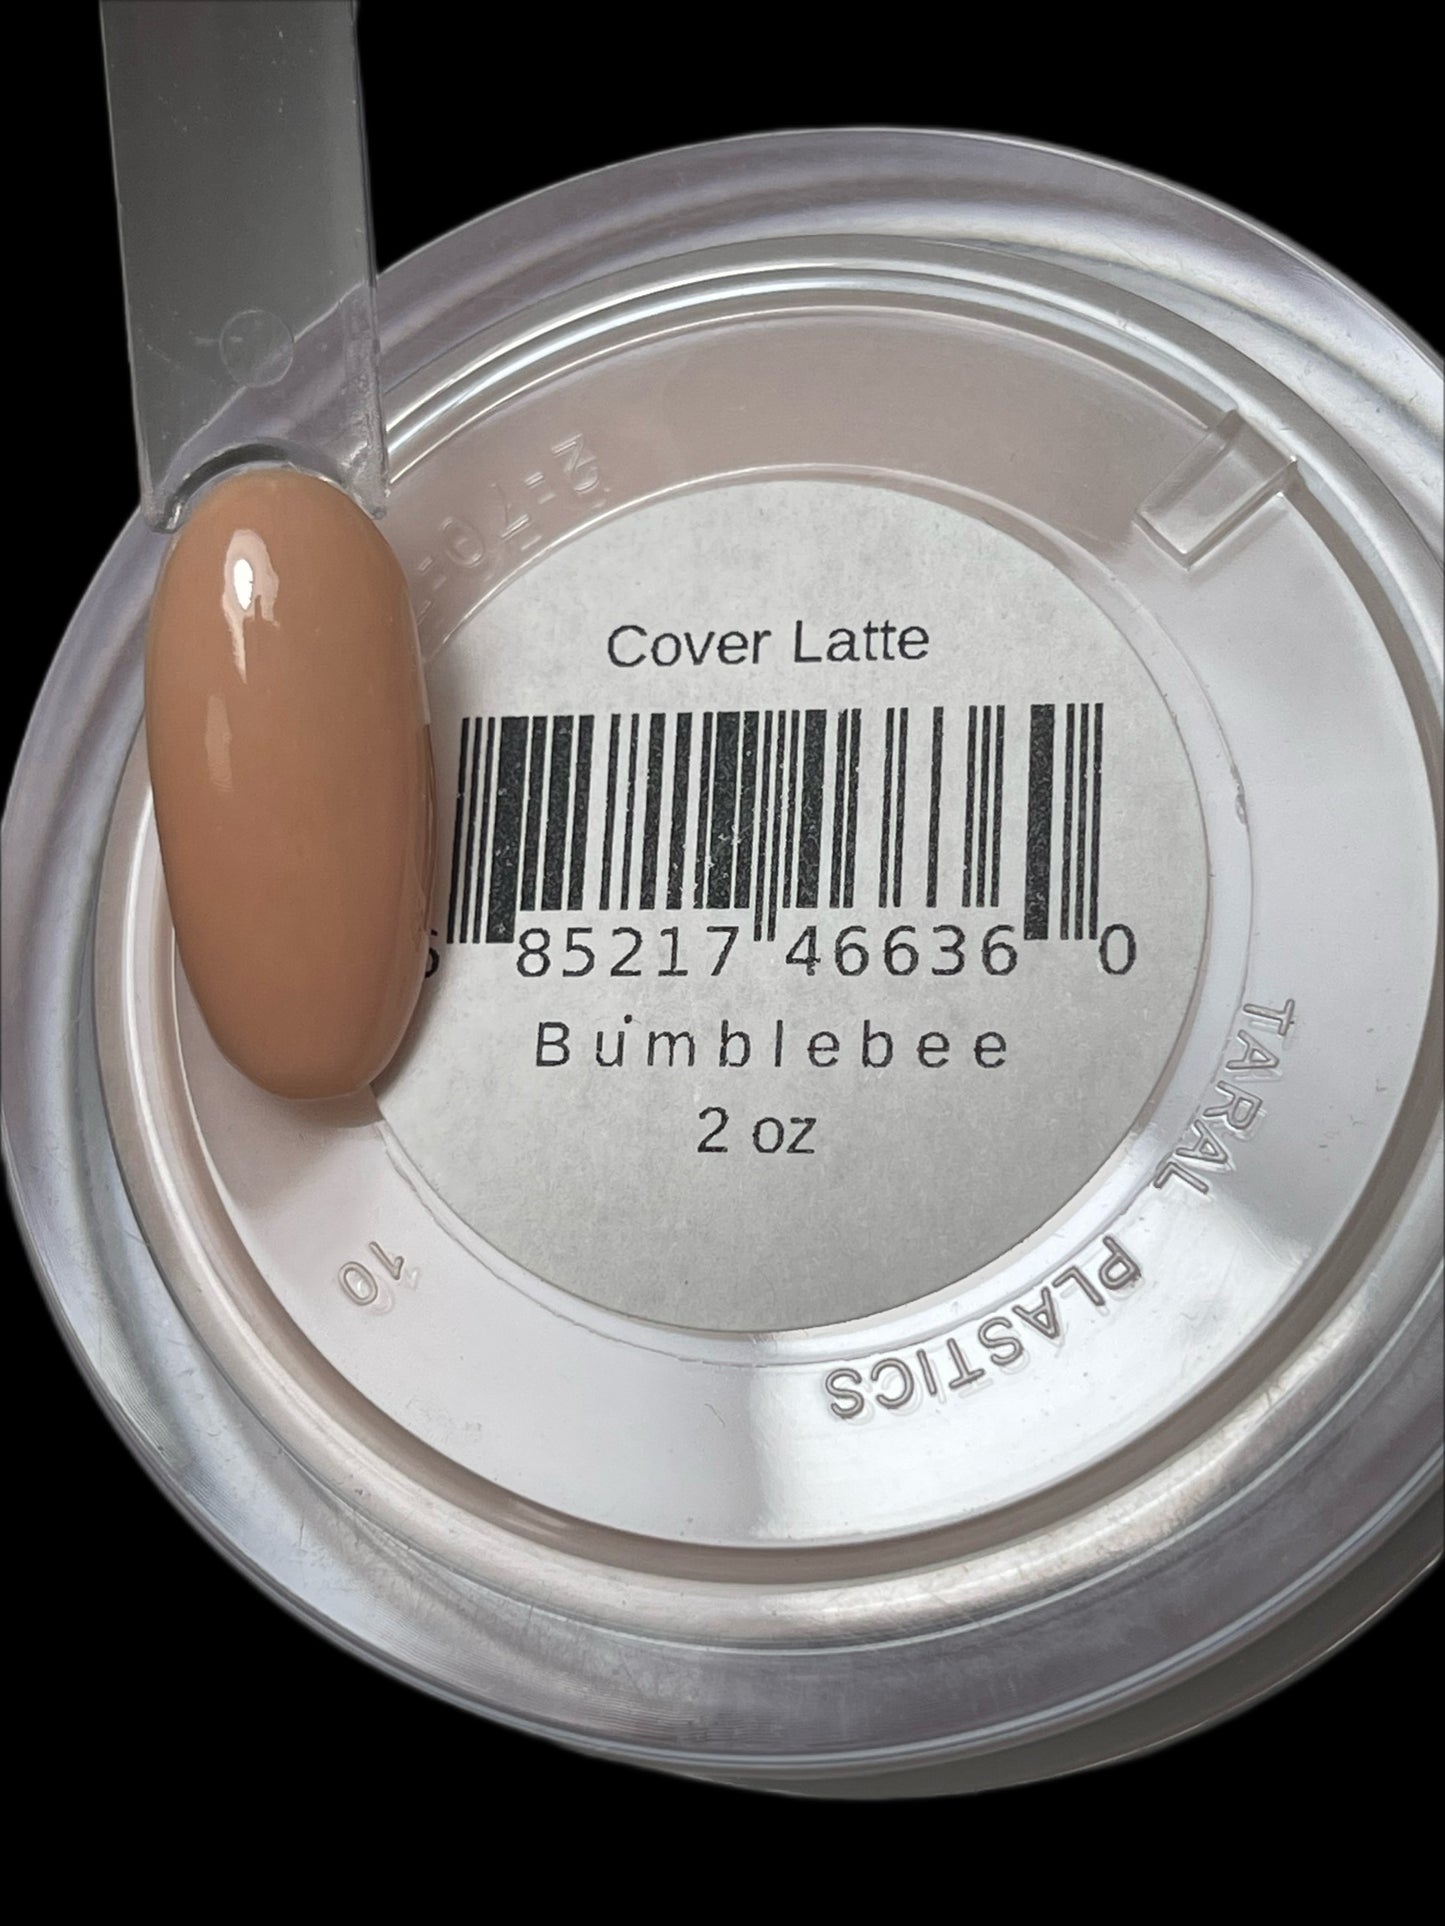 Cover Latte
85217 46636 0
Bumblebee
2 oz
TARAL PLASTICS
10